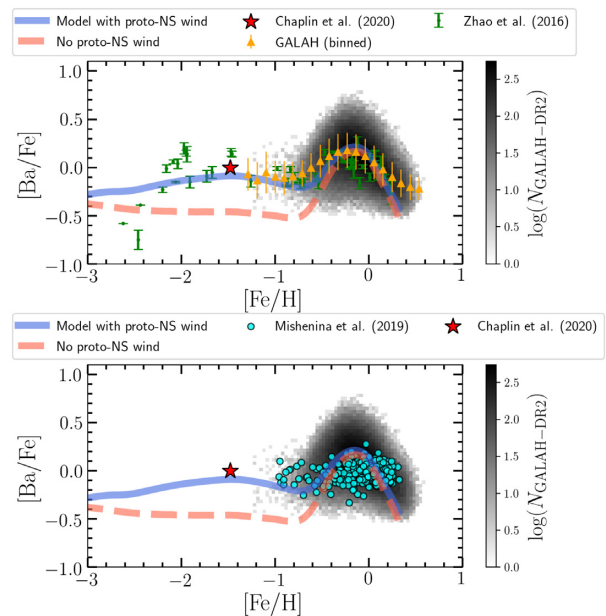 Model with proto-NS wind Chaplin et al. (2020) Zhao et al. (2016)
No proto-NS wind GALAH (binned)
1.0
0.5
0.0
−0.5
−1.0
[Ba/Fe]
−3 −2 −1 0 1
[Fe/H]
2.5
2.0
1.5
1.0
0.5
0.0
log(N_GALAH−DR2)
Model with proto-NS wind Mishenina et al. (2019) Chaplin et al. (2020)
No proto-NS wind
1.0
0.5
0.0
−0.5
−1.0
[Ba/Fe]
−3 −2 −1 0 1
[Fe/H]
2.5
2.0
1.5
1.0
0.5
0.0
log(N_GALAH−DR2)